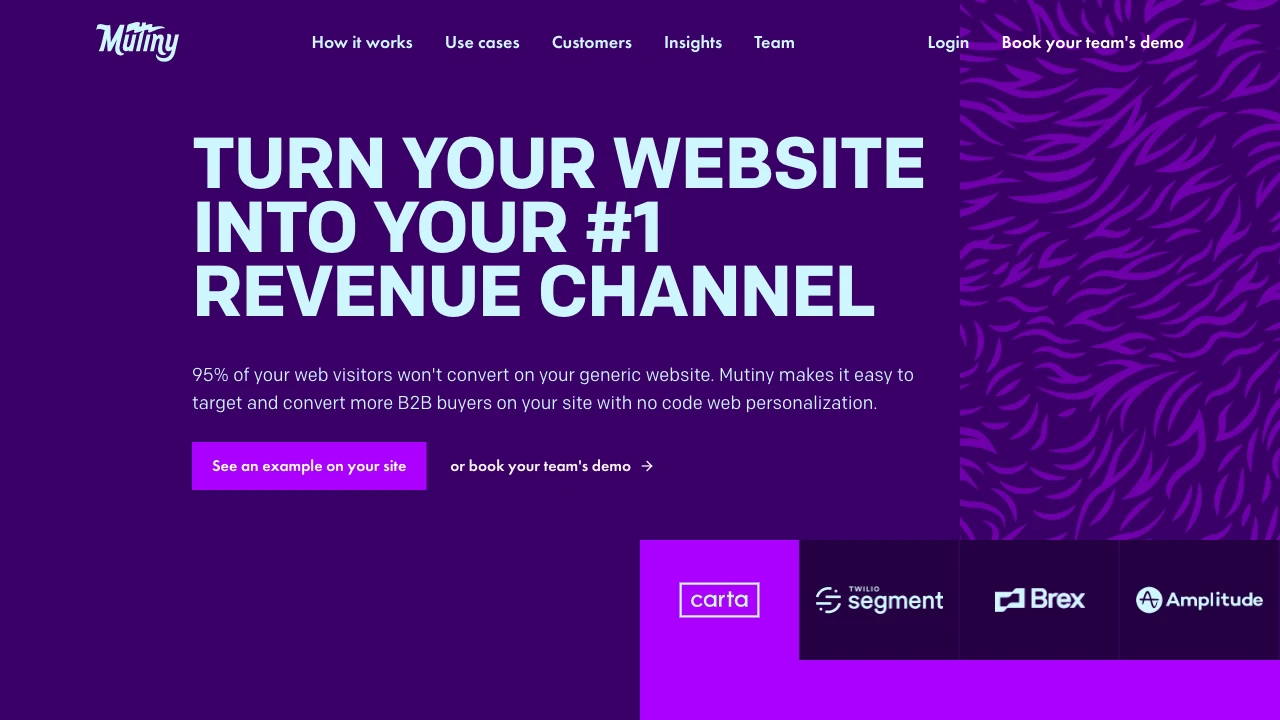 Mutiny
How it works
Use cases
Customers
Insights
Team
Login
Book your team's demo
TURN YOUR WEBSITE
INTO YOUR #1
REVENUE CHANNEL
95% of your web visitors won't convert on your generic website. Mutiny makes it easy to
target and convert more B2B buyers on your site with no code web personalization.
See an example on your site
or book your team's demo →
carta
TWILIO
segment
Brex
Amplitude